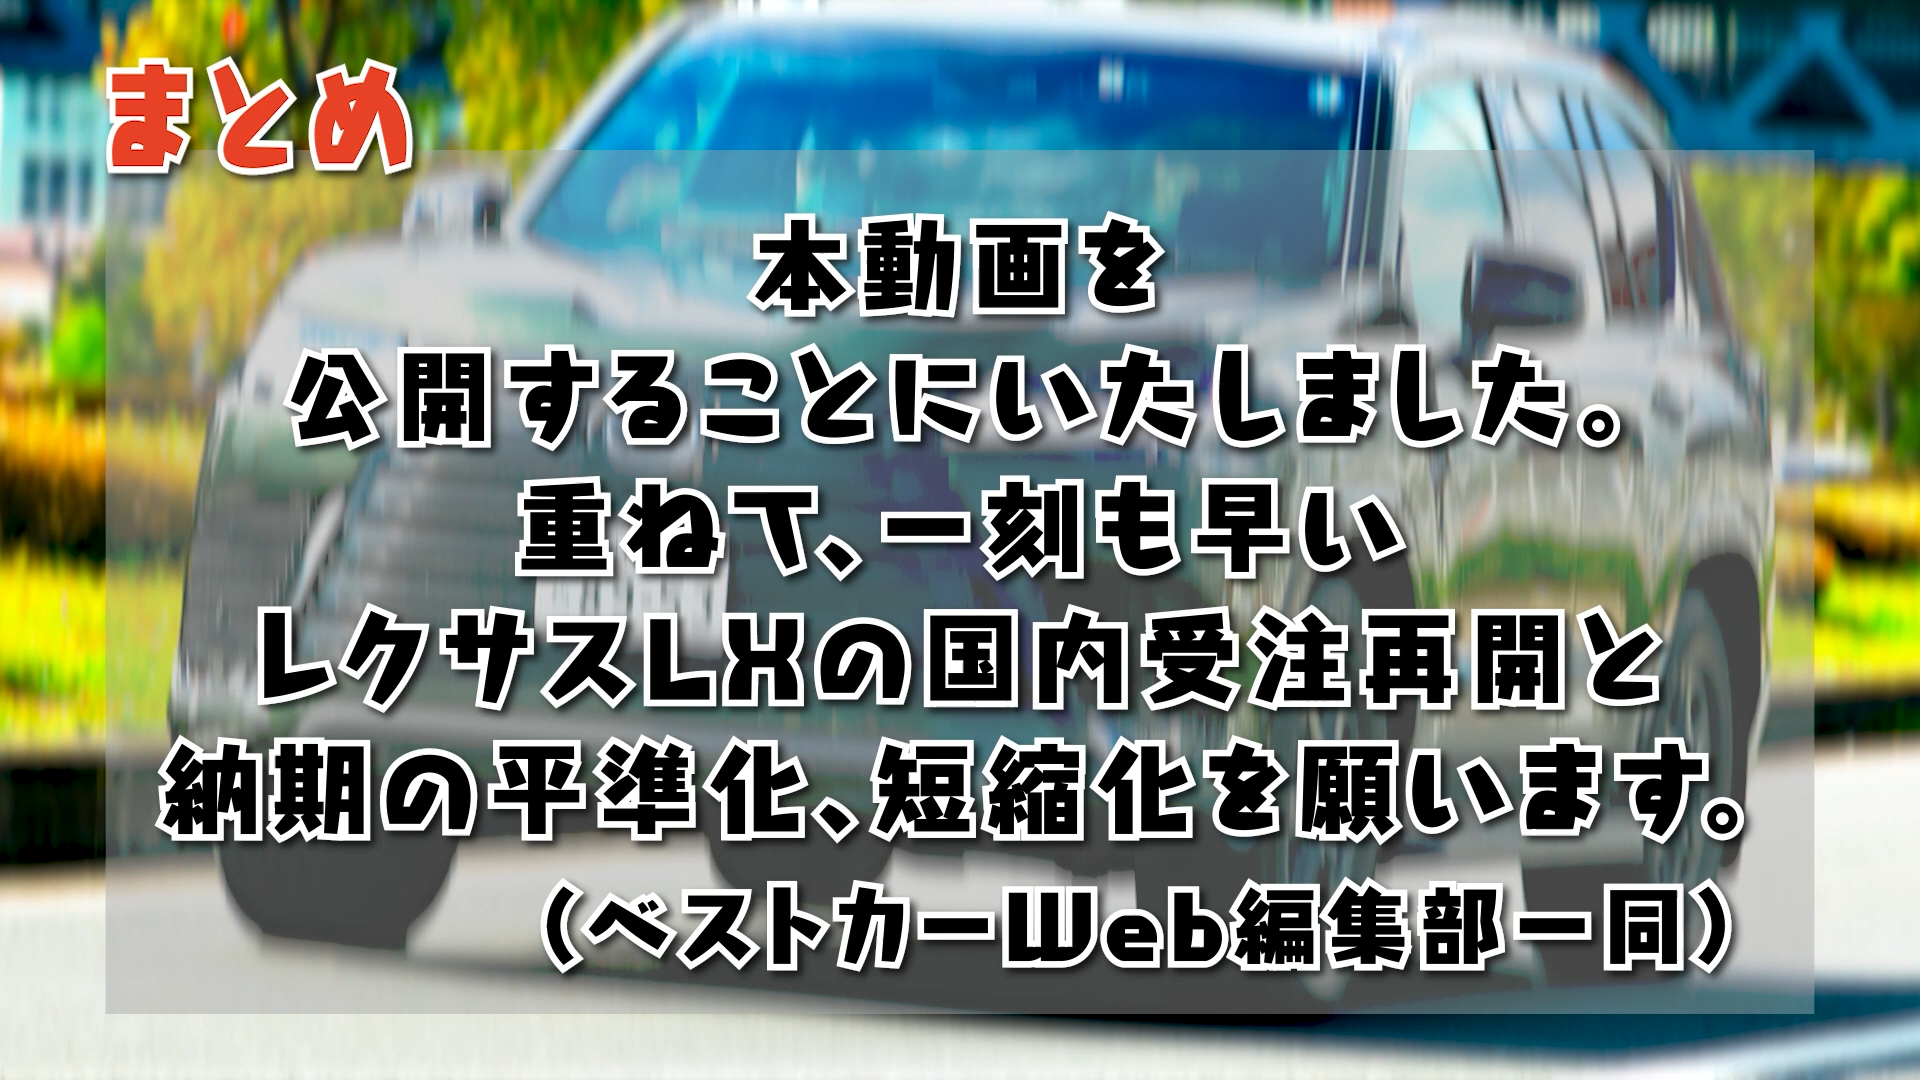 まとめ
本動画を
公開することにいたしました。
重ねて、一刻も早い
レクサスLXの国内受注再開と
納期の平準化、短縮化を願います。
（ベストカーWeb編集部一同）